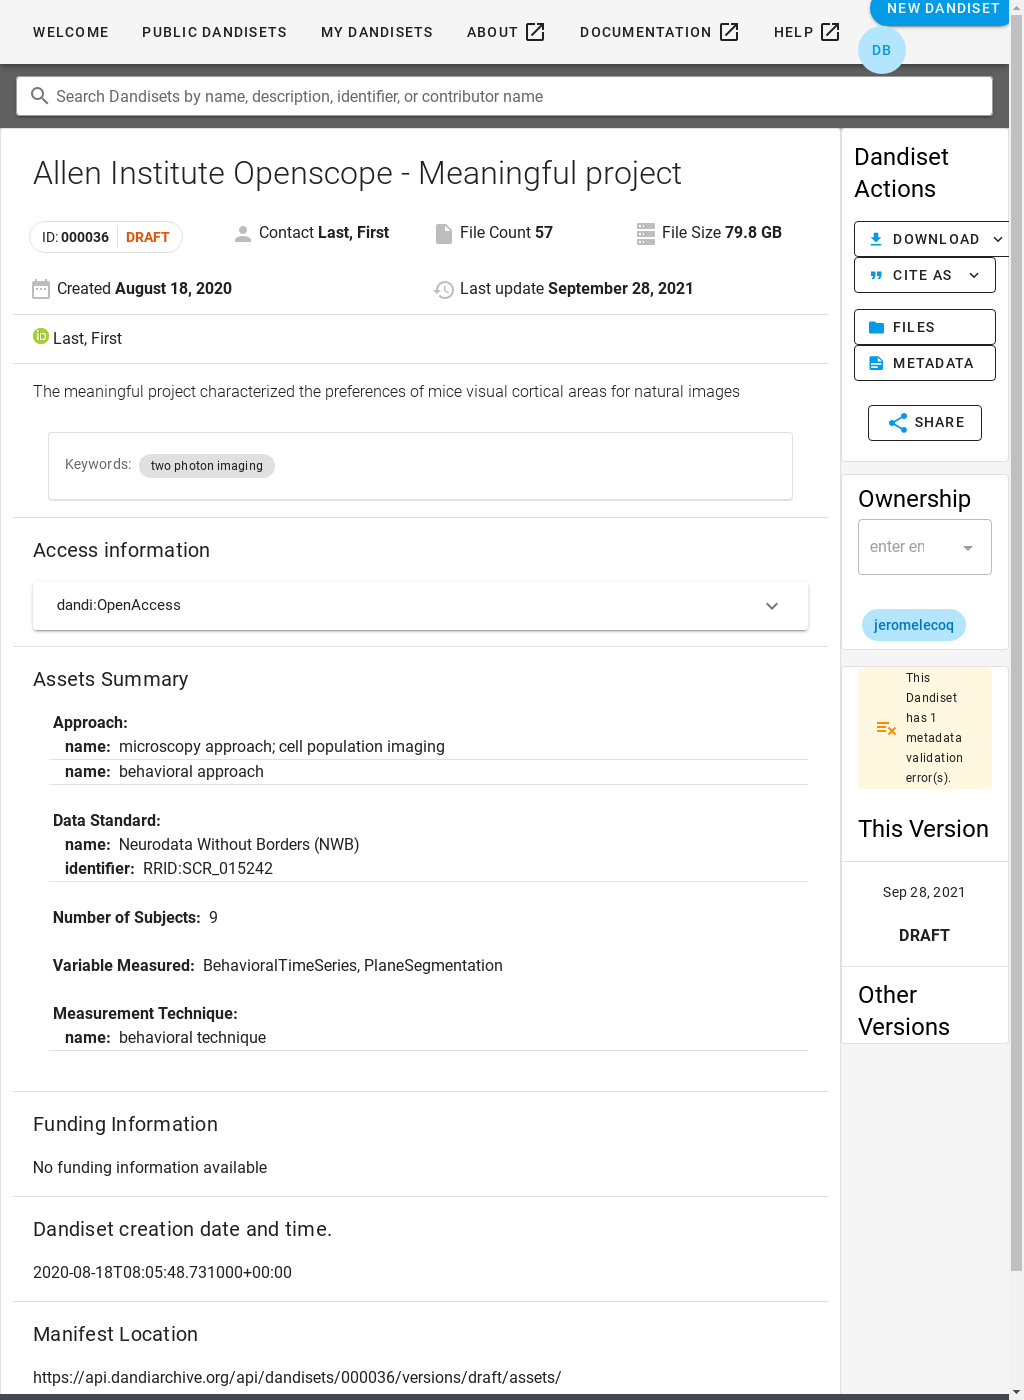 WELCOME
PUBLIC DANDISETS
MY DANDISETS
ABOUT
DOCUMENTATION
HELP
NEW DANDISET
DB
Search Dandisets by name, description, identifier, or contributor name
Allen Institute Openscope - Meaningful project
ID: 000036 DRAFT
Contact Last, First
File Count 57
File Size 79.8 GB
Created August 18, 2020
Last update September 28, 2021
Last, First
The meaningful project characterized the preferences of mice visual cortical areas for natural images
Keywords: two photon imaging
Access information
dandi:OpenAccess
Assets Summary
Approach:
name: microscopy approach; cell population imaging
name: behavioral approach
Data Standard:
name: Neurodata Without Borders (NWB)
identifier: RRID:SCR_015242
Number of Subjects: 9
Variable Measured: BehavioralTimeSeries, PlaneSegmentation
Measurement Technique:
name: behavioral technique
Funding Information
No funding information available
Dandiset creation date and time.
2020-08-18T08:05:48.731000+00:00
Manifest Location
https://api.dandiarchive.org/api/dandisets/000036/versions/draft/assets/
Dandiset
Actions
DOWNLOAD
CITE AS
FILES
METADATA
SHARE
Ownership
enter en
jeromelecoq
This
Dandiset
has 1
metadata
validation
error(s).
This Version
Sep 28, 2021
DRAFT
Other
Versions